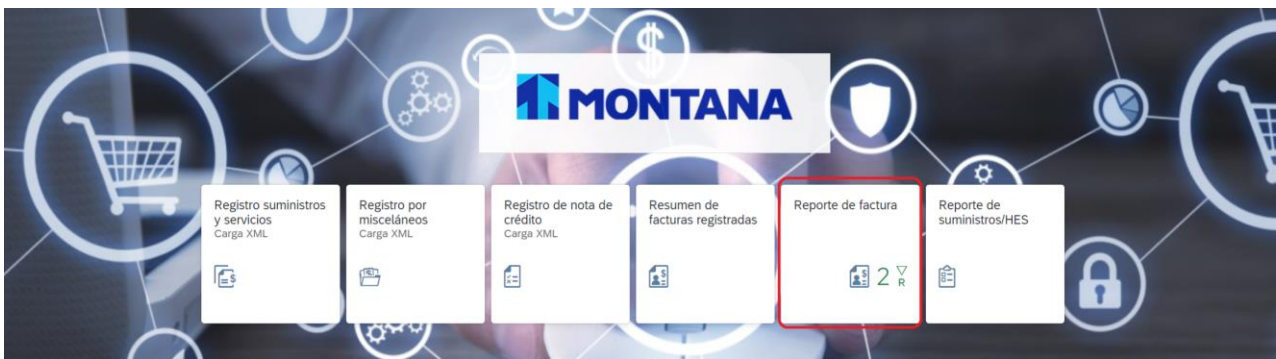 MONTANA
Registro suministros
y servicios
Carga XML
Registro por
misceláneos
Carga XML
Registro de nota de
crédito
Carga XML
Resumen de
facturas registradas
Reporte de factura
2
R
Reporte de
suministros/HES